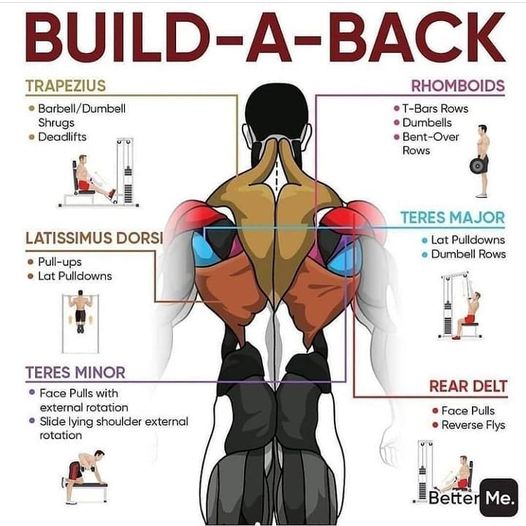 BUILD-A-BACK
TRAPEZIUS
• Barbell/Dumbell
Shrugs
• Deadlifts
RHOMBOIDS
• T-Bars Rows
• Dumbells
• Bent-Over
Rows
LATISSIMUS DORSI
• Pull-ups
• Lat Pulldowns
TERES MAJOR
• Lat Pulldowns
• Dumbell Rows
TERES MINOR
• Face Pulls with
external rotation
• Slide lying shoulder external
rotation
REAR DELT
• Face Pulls
• Reverse Flys
Better Me.